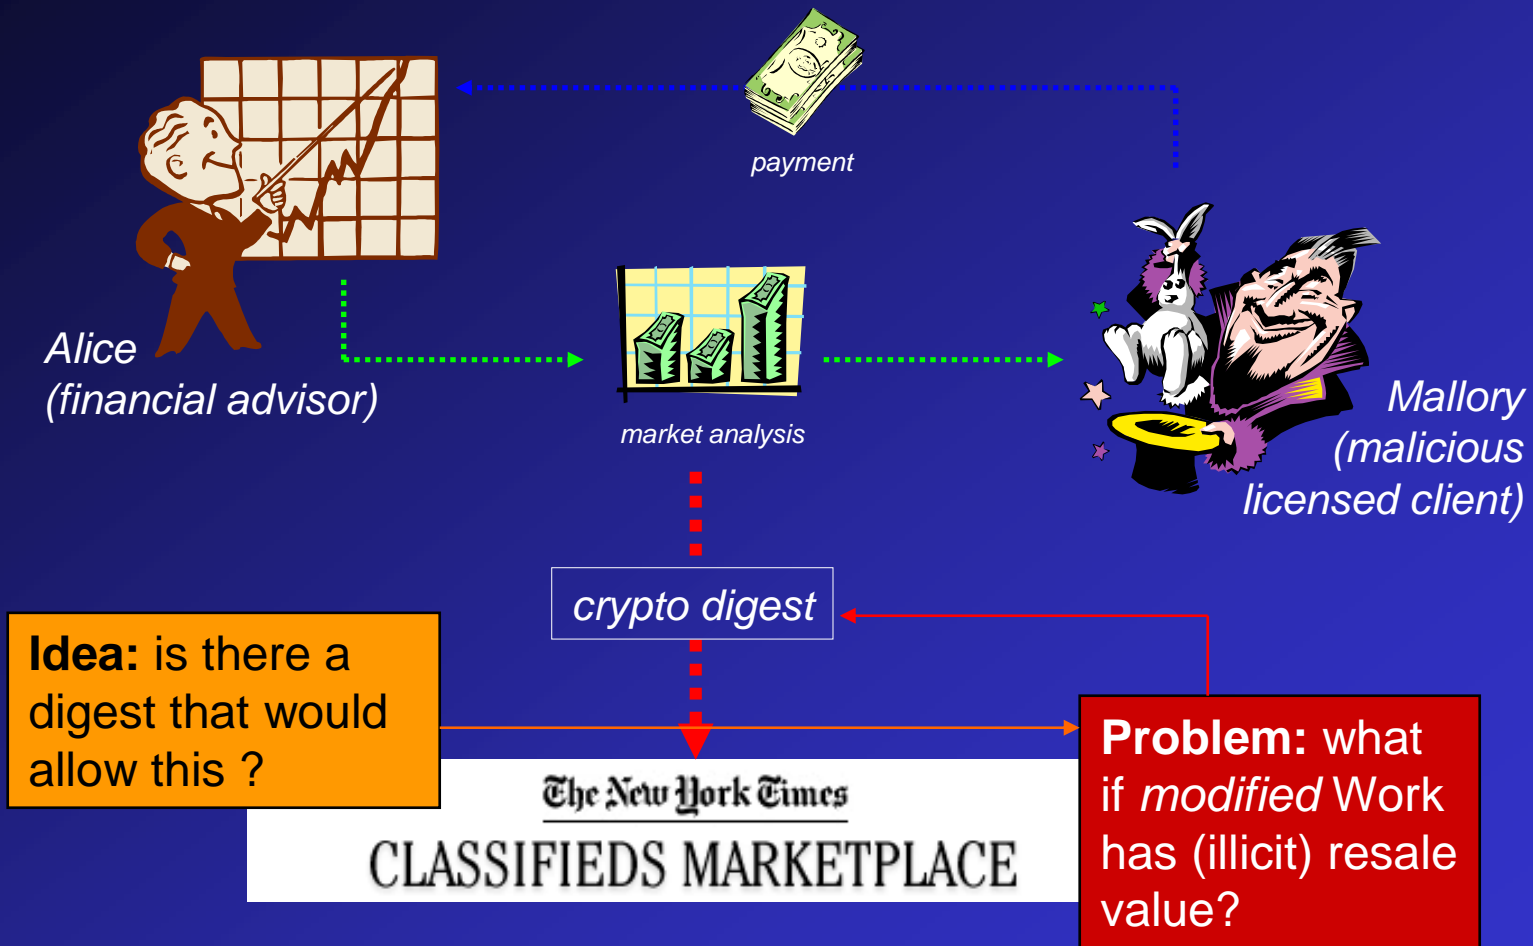 payment
Alice
(financial advisor)
market analysis
Mallory
(malicious
licensed client)
crypto digest
Idea: is there a
digest that would
allow this ?
Problem: what
if modified Work
has (illicit) resale
value?
The New York Times
CLASSIFIEDS MARKETPLACE